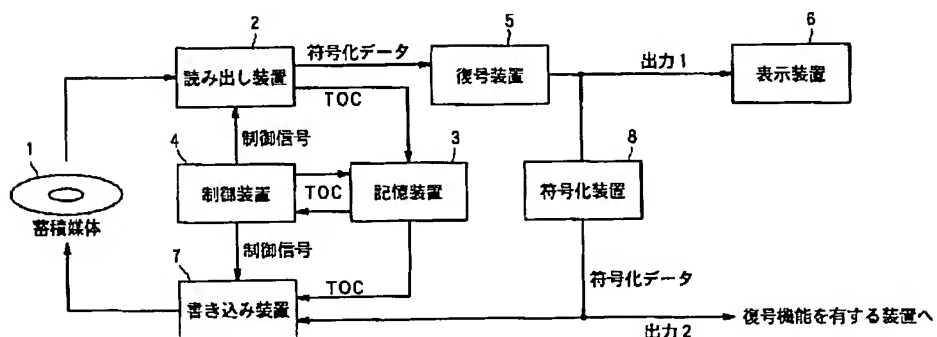 2
5
6
符号化データ
読み出し装置
復号装置
出力1
表示装置
TOC
制御信号
1
4
3
8
制御装置
TOC
記憶装置
符号化装置
蓄積媒体
制御信号
7
符号化データ
書き込み装置
TOC
出力2
復号機能を有する装置へ